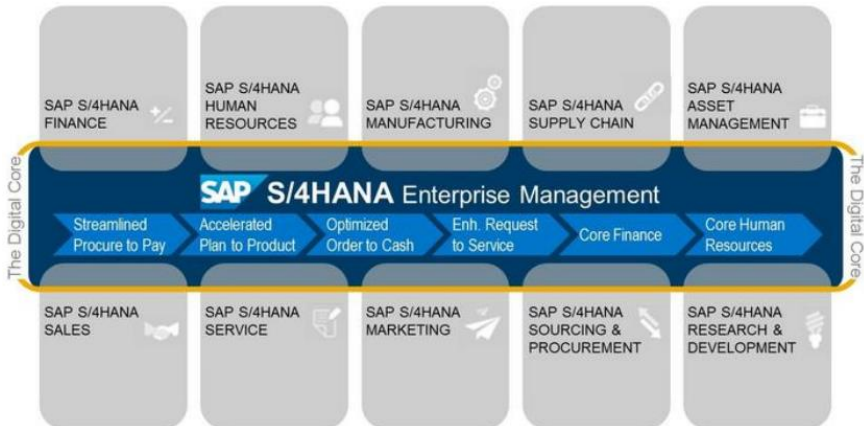 SAP S/4HANA
FINANCE
SAP S/4HANA
HUMAN
RESOURCES
SAP S/4HANA
MANUFACTURING
SAP S/4HANA
SUPPLY CHAIN
SAP S/4HANA
ASSET
MANAGEMENT
The Digital Core
SAP S/4HANA Enterprise Management
Streamlined
Procure to Pay
Accelerated
Plan to Product
Optimized
Order to Cash
Enh. Request
to Service
Core Finance
Core Human
Resources
The Digital Core
SAP S/4HANA
SALES
SAP S/4HANA
SERVICE
SAP S/4HANA
MARKETING
SAP S/4HANA
SOURCING &
PROCUREMENT
SAP S/4HANA
RESEARCH &
DEVELOPMENT